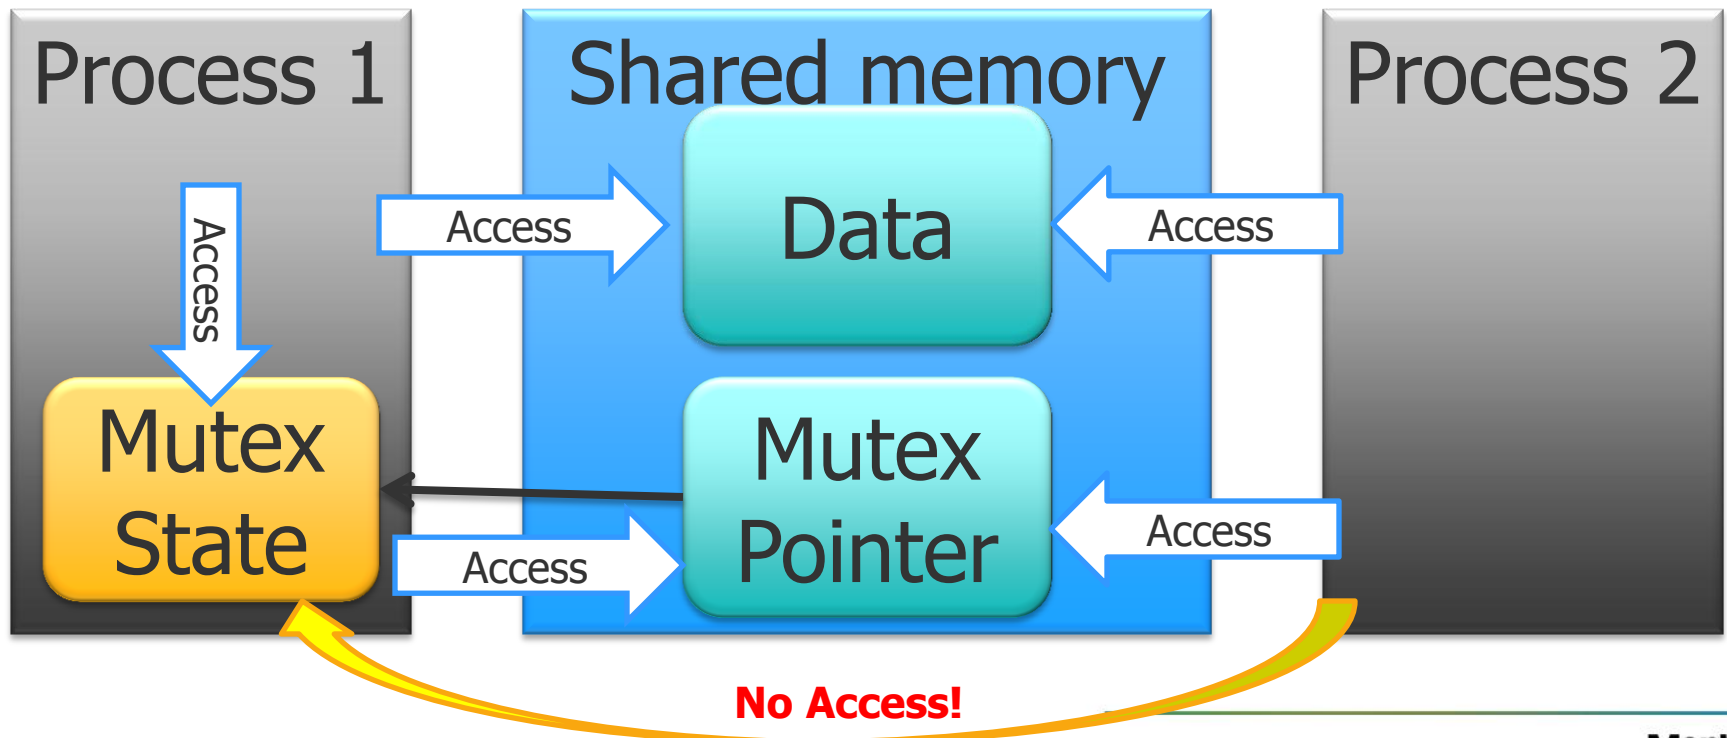 Process 1
Shared memory
Process 2
Access
Access
Data
Access
Mutex
State
Mutex
Pointer
Access
Access
No Access!